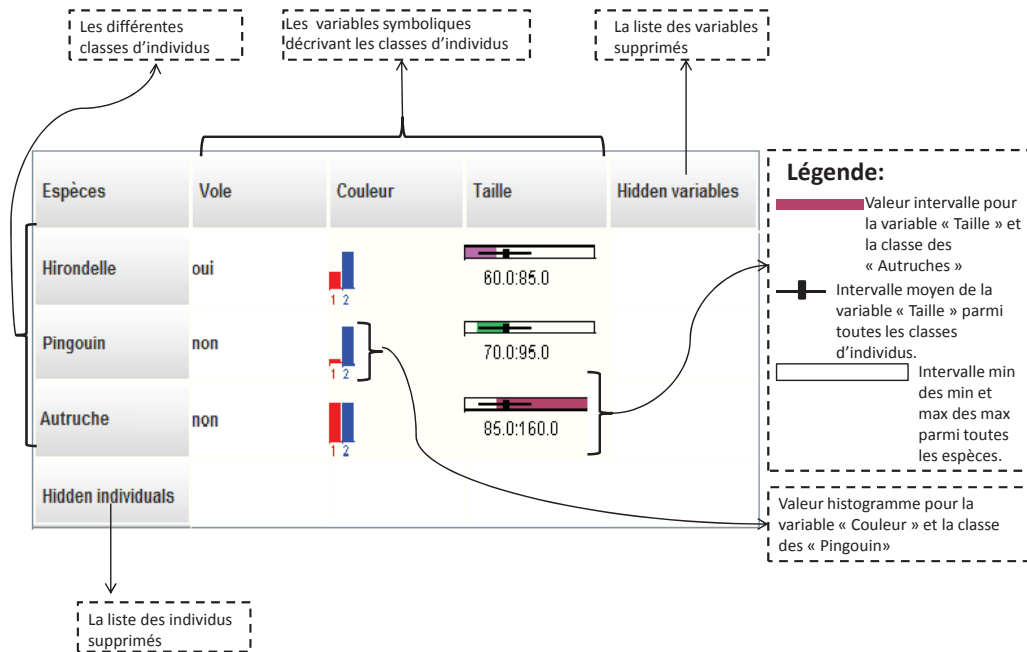 Les différentes
classes d'individus
Les variables symboliques
décrivant les classes d'individus
La liste des variables
supprimés
Espèces
Vole
Couleur
Taille
Hidden variables
Hirondelle
oui
1 2
60.0:85.0
Pingouin
non
1 2
70.0:95.0
Autruche
non
1 2
85.0:160.0
Hidden individuals
Légende:
Valeur intervalle pour
la variable « Taille » et
la classe des
« Autruches »
Intervalle moyen de la
variable « Taille » parmi
toutes les classes
d'individus.
Intervalle min
des min et
max des max
parmi toutes
les espèces.
Valeur histogramme pour la
variable « Couleur » et la classe
des « Pingouin»
La liste des individus
supprimés